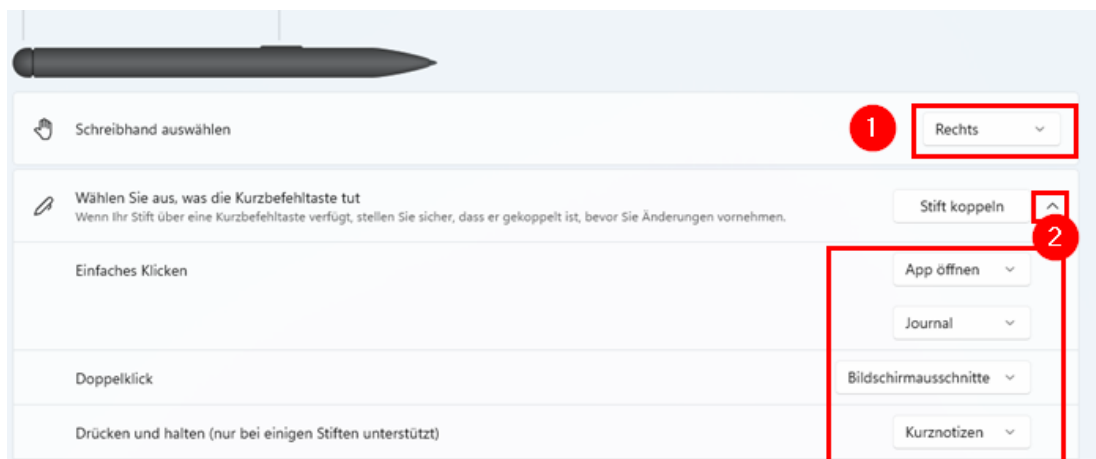 Schreibhand auswählen
1
Rechts
Wählen Sie aus, was die Kurzbefehltaste tut
Wenn Ihr Stift über eine Kurzbefehltaste verfügt, stellen Sie sicher, dass er gekoppelt ist, bevor Sie Änderungen vornehmen.
Stift koppeln
2
Einfaches Klicken
App öffnen
Journal
Doppelklick
Bildschirmausschnitte
Drücken und halten (nur bei einigen Stiften unterstützt)
Kurznotizen